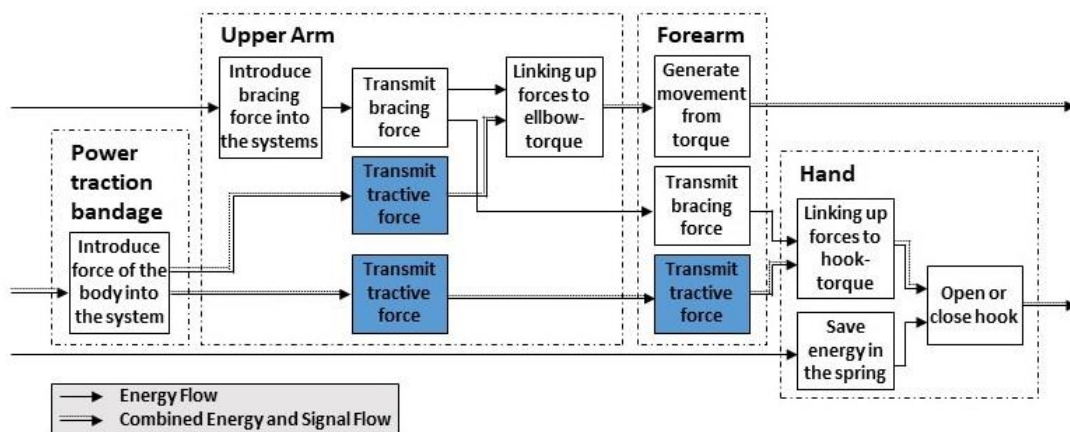 Upper Arm
Introduce
bracing
force into
the systems
Transmit
bracing
force
Linking up
forces to
ellbow-
torque
Transmit
tractive
force
Transmit
tractive
force
Power
traction
bandage
Introduce
force of the
body into
the system
Forearm
Generate
movement
from
torque
Transmit
bracing
force
Transmit
tractive
force
Hand
Linking up
forces to
hook-
torque
Save
energy in
the spring
Open or
close hook
Energy Flow
Combined Energy and Signal Flow